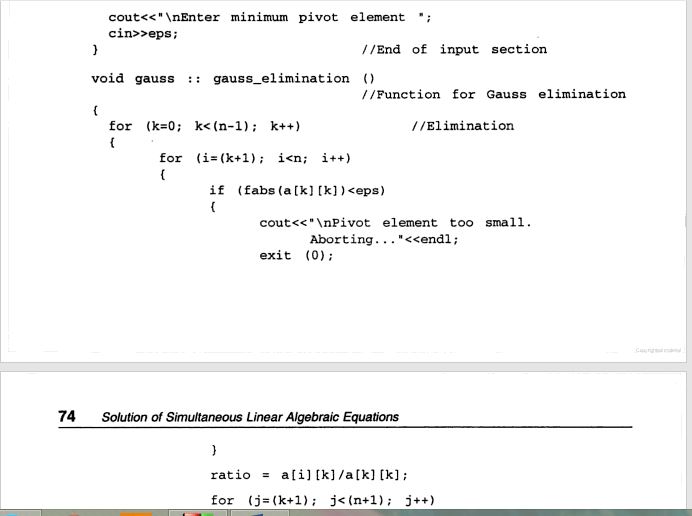 cout<<"\nEnter minimum pivot element ";
cin>>eps;
} //End of input section
void gauss :: gauss_elimination ()
//Function for Gauss elimination
{
for (k=0; k<(n-1); k++) //Elimination
{
for (i=(k+1); i<n; i++)
{
if (fabs(a[k][k])<eps)
{
cout<<"\nPivot element too small.
Aborting..."<<endl;
exit (0);
Copyrighted material
74 Solution of Simultaneous Linear Algebraic Equations
}
ratio = a[i][k]/a[k][k];
for (j=(k+1); j<(n+1); j++)